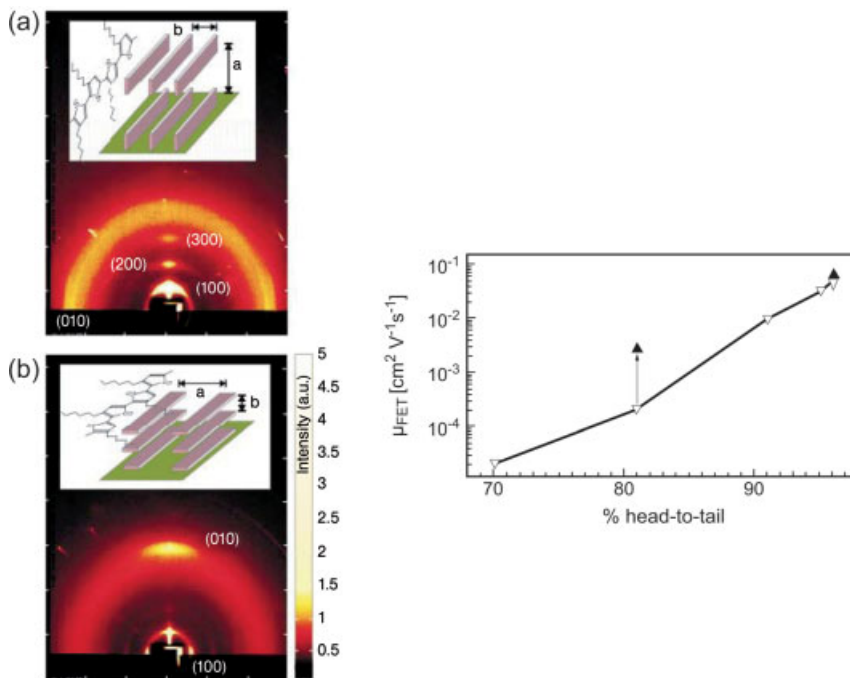 (a)
b
a
(300)
(200)
(100)
(010)
(b)
a
b
(010)
(100)
5
4.5
4
3.5
3
2.5
2
1.5
1
0.5
Intensity (a.u.)
10⁻¹
10⁻²
10⁻³
10⁻⁴
μFET [cm² V⁻¹s⁻¹]
70 80 90
% head-to-tail